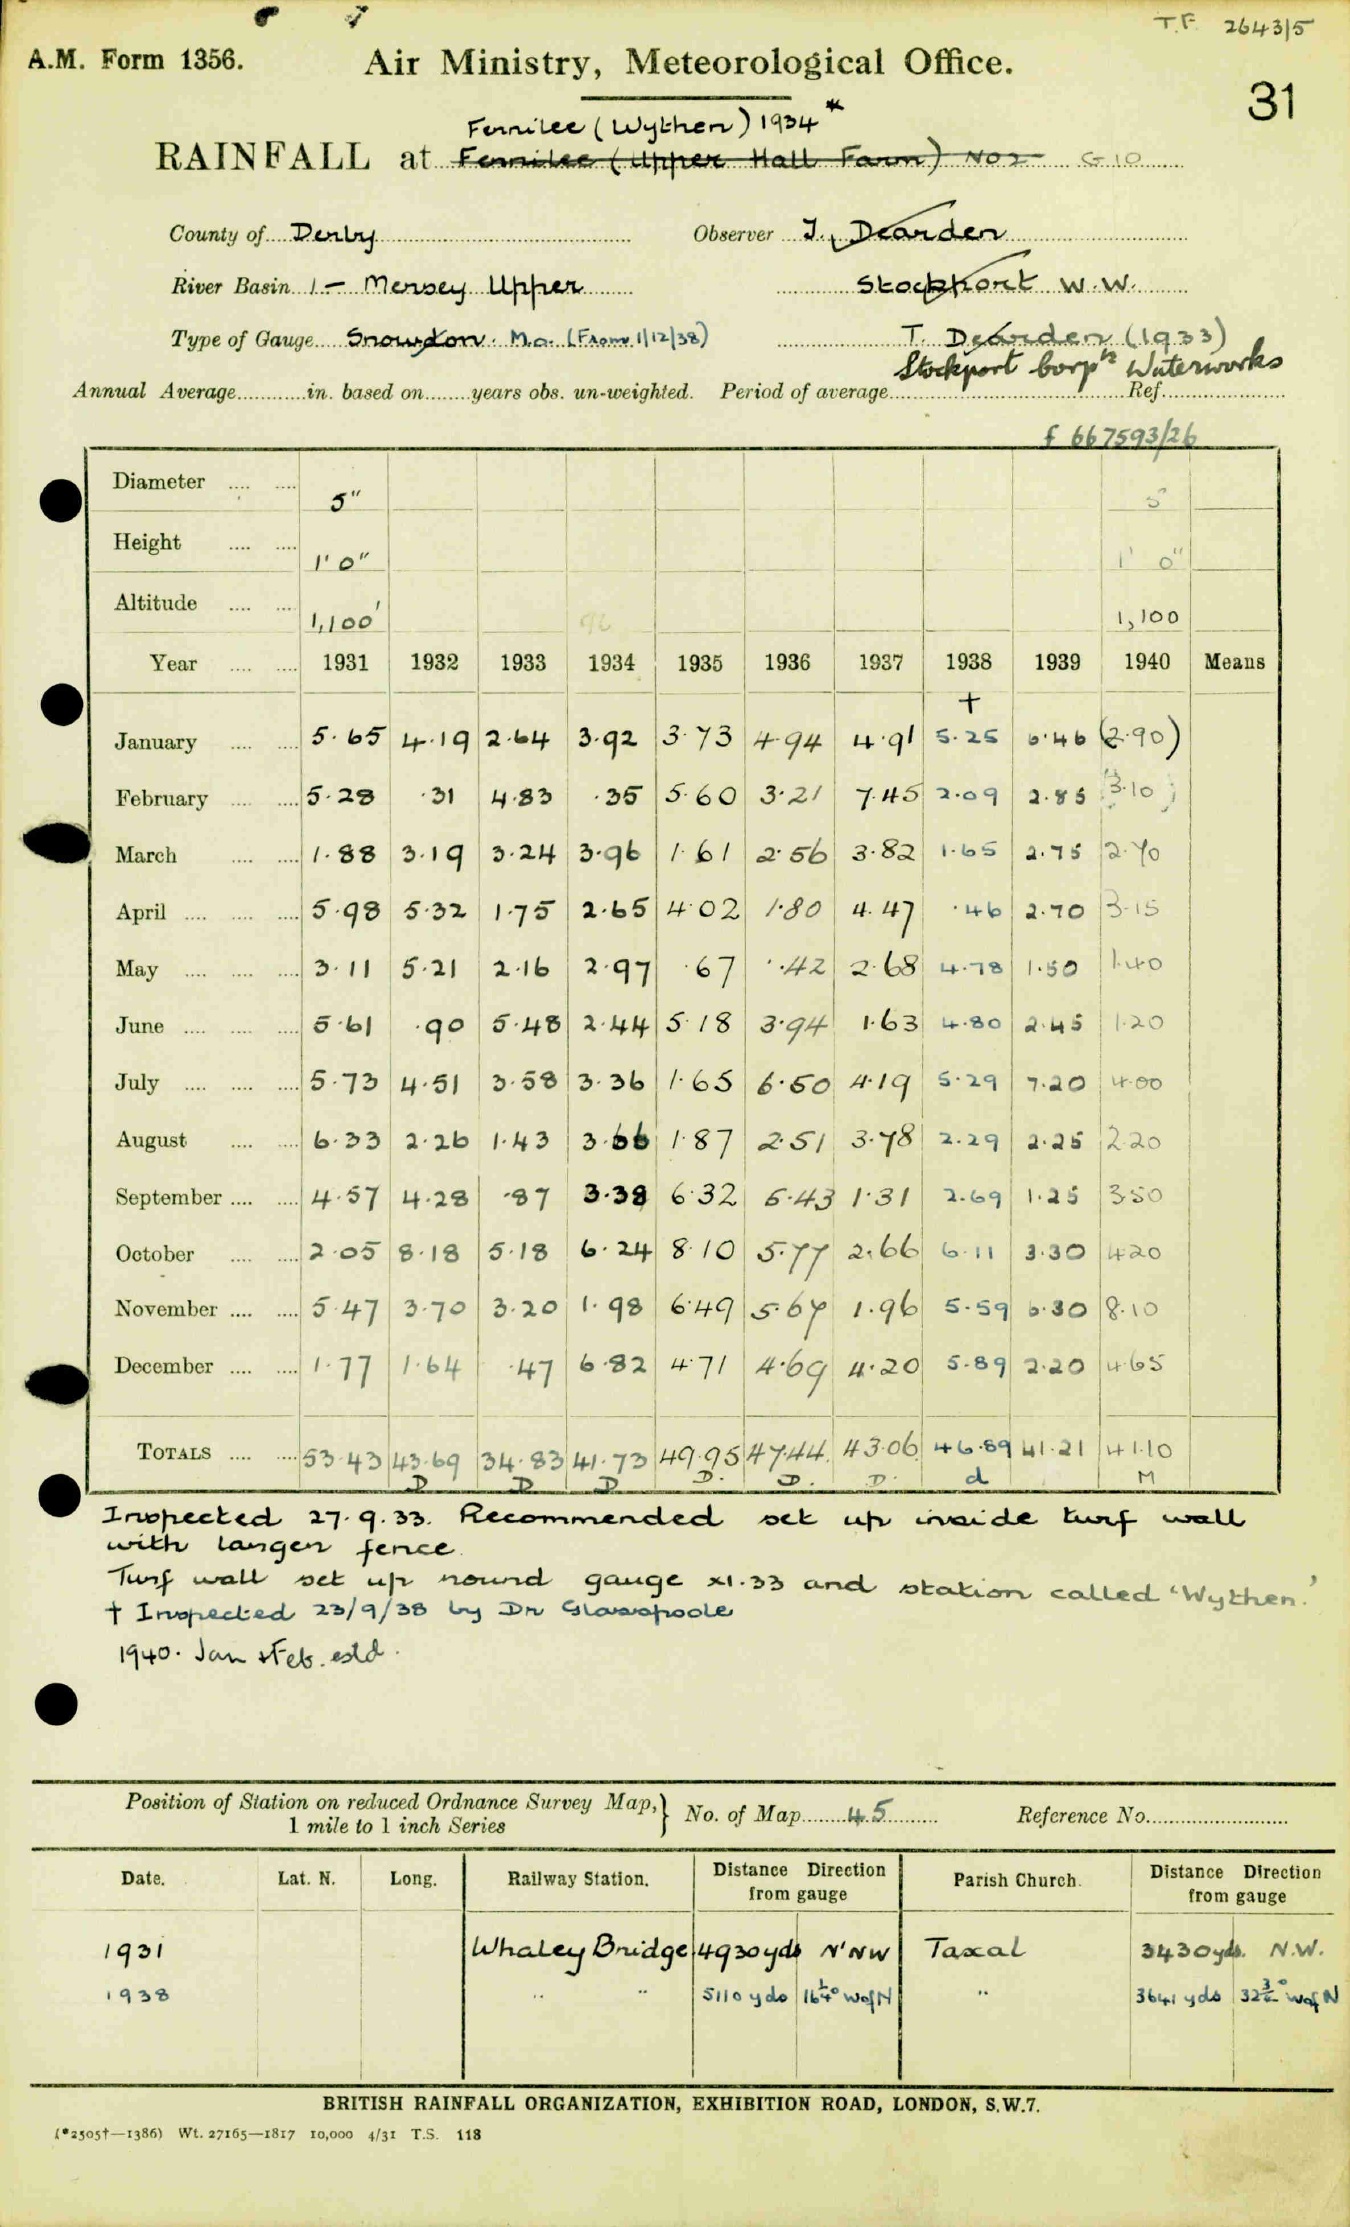 T.F. 2643/5
A.M. Form 1356.
Air Ministry, Meteorological Office.
31
Fernilee (Wythen) 1934 *
RAINFALL at Fernilee (Upper Hall Farm) No 2 G 10
County of Derby Observer J. Dearden
River Basin 1 - Mersey Upper Stockport W.W.
Type of Gauge Snowdon. M.O. (From 1/12/38) T. Dearden (1933)
Stockport Corpn Waterworks
Annual Average in. based on years obs. un-weighted. Period of average Ref.
f 667593/26
Diameter 5" 5"
Height 1' 0" 1' 0"
Altitude 1,100' 1,100
Year 1931 1932 1933 1934 1935 1936 1937 1938 1939 1940 Means
†
January 5.65 4.19 2.64 3.92 3.73 4.94 4.91 5.25 6.46 (2.90)
February 5.28 .31 4.83 .35 5.60 3.21 7.45 2.09 2.85 (3.10)
March 1.88 3.19 3.24 3.96 1.61 2.56 3.82 1.65 2.75 2.70
April 5.98 5.32 1.75 2.65 4.02 1.80 4.47 .46 2.70 3.15
May 3.11 5.21 2.16 2.97 .67 .42 2.68 4.78 1.50 1.40
June 5.61 .90 5.48 2.44 5.18 3.94 1.63 4.80 2.45 1.20
July 5.73 4.51 3.58 3.36 1.65 6.50 4.19 5.29 7.20 4.00
August 6.33 2.26 1.43 3.66 1.87 2.51 3.78 2.29 2.25 2.20
September 4.57 4.28 .87 3.38 6.32 5.43 1.31 2.69 1.25 3.50
October 2.05 8.18 5.18 6.24 8.10 5.77 2.66 6.11 3.30 4.20
November 5.47 3.70 3.20 1.98 6.49 5.67 1.96 5.59 6.30 8.10
December 1.77 1.64 .47 6.82 4.71 4.69 4.20 5.89 2.20 4.65
TOTALS 53.43 43.69 34.83 41.73 49.95 47.44 43.06 46.89 41.21 41.10
D D D D. D. D. d M
Inspected 27.9.33. Recommended set up inside turf wall
with larger fence.
Turf wall set up round gauge x1.33 and station called 'Wythen.'
† Inspected 23/9/38 by Dr Glasspoole
1940. Jan & Feb. estd.
Position of Station on reduced Ordnance Survey Map,} No. of Map 45 Reference No.
1 mile to 1 inch Series
Date. Lat. N. Long. Railway Station. Distance Direction from gauge Parish Church. Distance Direction from gauge
1931 Whaley Bridge 4930 yds N'NW Taxal 3430 yds. N.W.
1938 " " 5110 yds 16¼° W of N " 3641 yds 32¾° W of N
BRITISH RAINFALL ORGANIZATION, EXHIBITION ROAD, LONDON, S.W.7.
(*2505†—1386) Wt. 27165—1817 10,000 4/31 T.S. 118